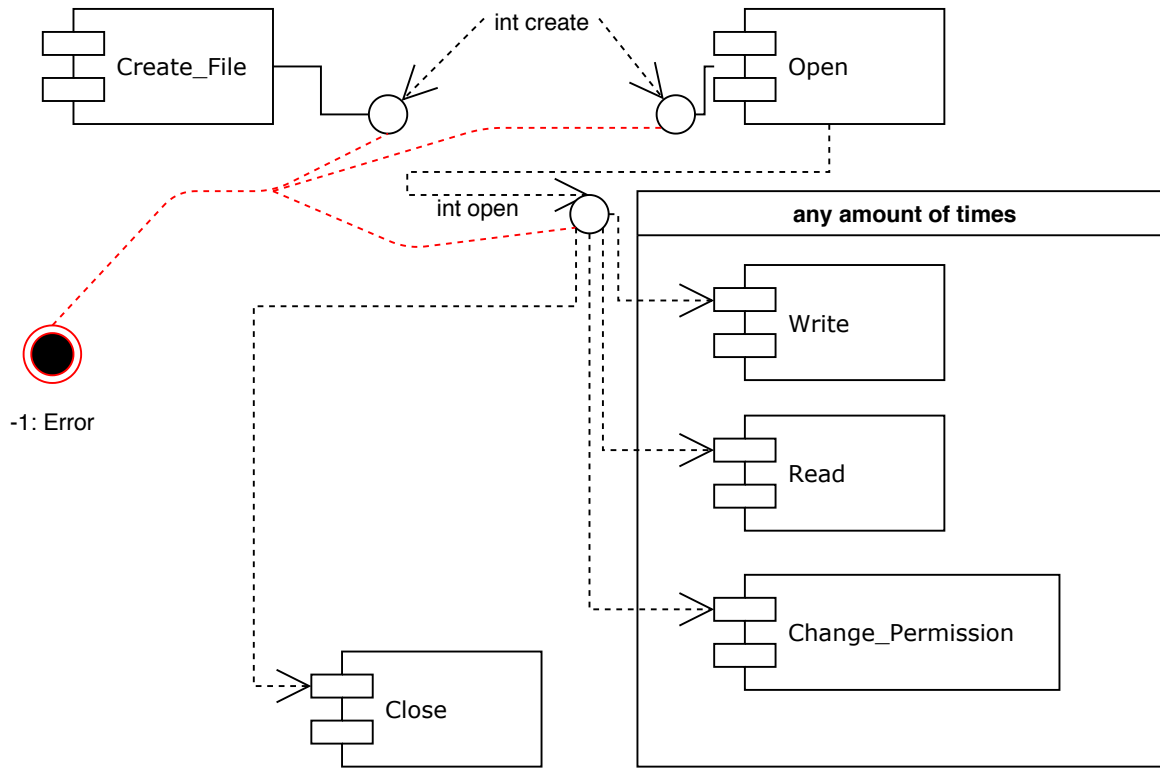 int create
Create_File
Open
int open
any amount of times
Write
-1: Error
Read
Change_Permission
Close